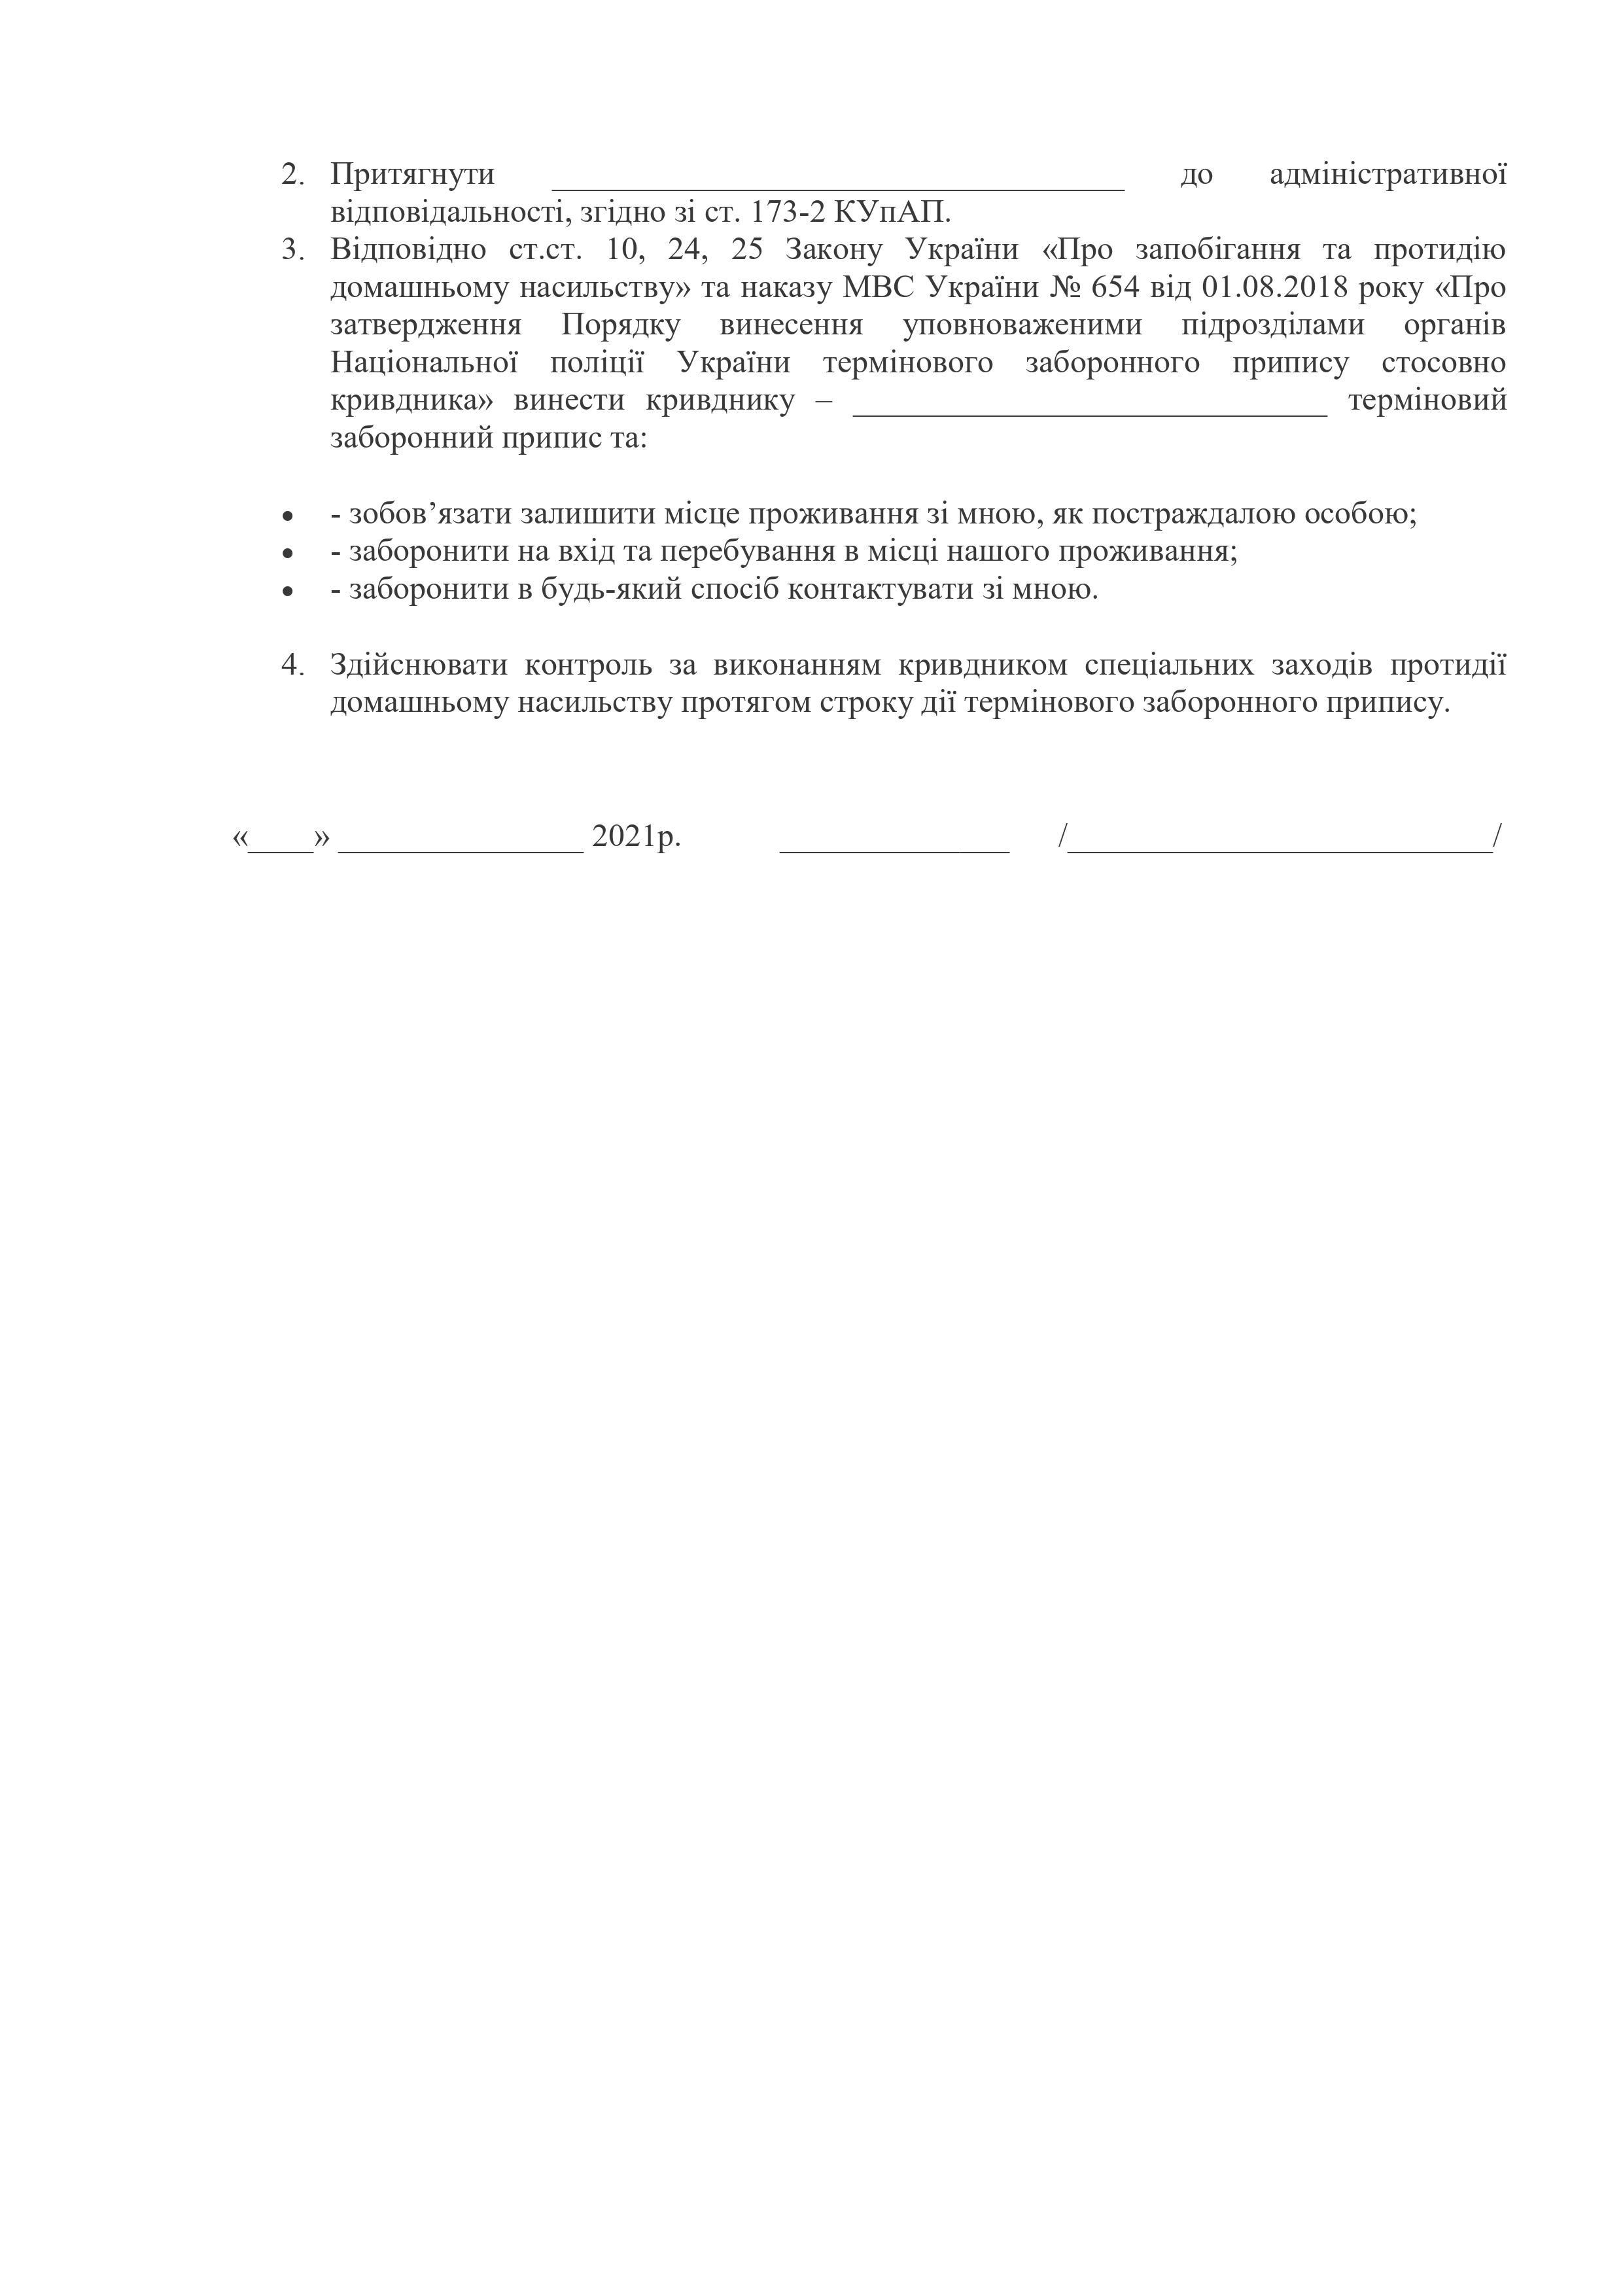 2. Притягнути ___________________________________ до адміністративної
відповідальності, згідно зі ст. 173-2 КУпАП.
3. Відповідно ст.ст. 10, 24, 25 Закону України «Про запобігання та протидію
домашньому насильству» та наказу МВС України № 654 від 01.08.2018 року «Про
затвердження Порядку винесення уповноваженими підрозділами органів
Національної поліції України термінового заборонного припису стосовно
кривдника» винести кривднику – _____________________________ терміновий
заборонний припис та:
• - зобов’язати залишити місце проживання зі мною, як постраждалою особою;
• - заборонити на вхід та перебування в місці нашого проживання;
• - заборонити в будь-який спосіб контактувати зі мною.
4. Здійснювати контроль за виконанням кривдником спеціальних заходів протидії
домашньому насильству протягом строку дії термінового заборонного припису.
«____» _______________ 2021р. ______________ /__________________________/